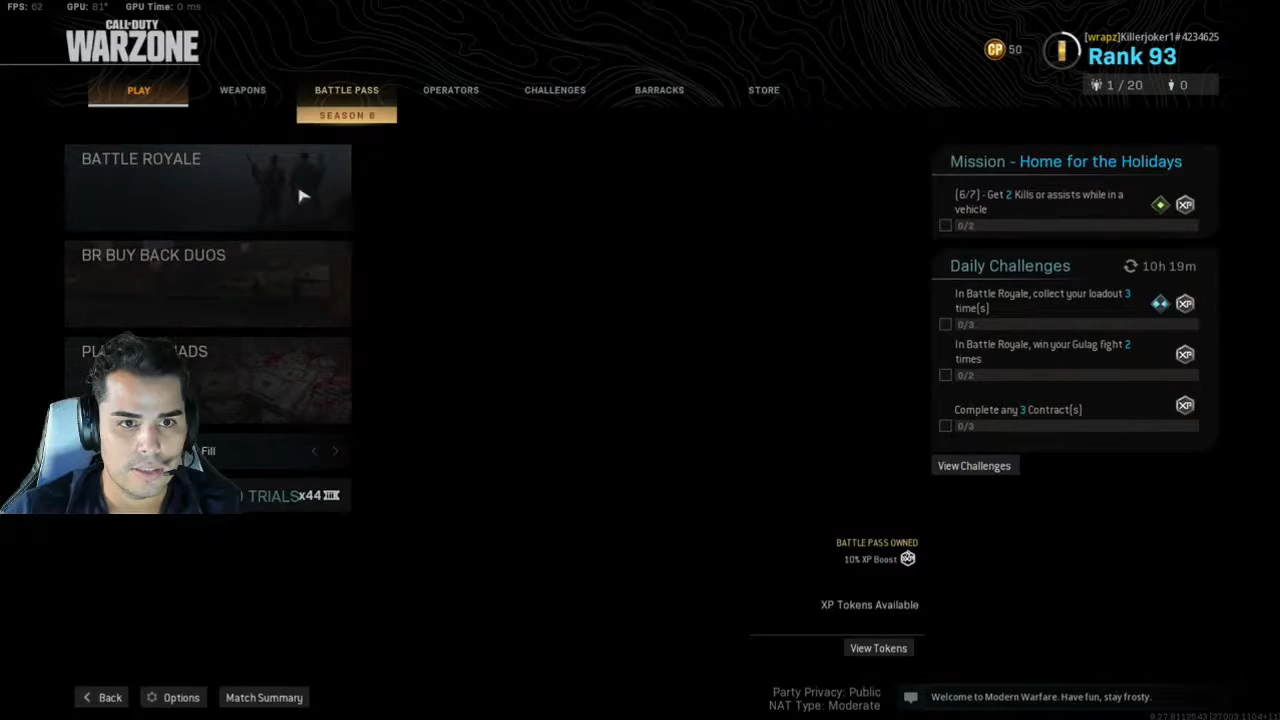 FPS: 62 GPU: 81° GPU Time: 0 ms
CALL·DUTY
WARZONE
CP 50
[wrapz]Killerjoker1#4234625
Rank 93
1 / 20 0
PLAY
WEAPONS
BATTLE PASS
OPERATORS
CHALLENGES
BARRACKS
STORE
SEASON 6
BATTLE ROYALE
BR BUY BACK DUOS
Fill
TRIALS x44
Mission - Home for the Holidays
(6/7) - Get 2 Kills or assists while in a
vehicle
XP
0/2
Daily Challenges 10h 19m
In Battle Royale, collect your loadout 3
time(s)
XP
0/3
In Battle Royale, win your Gulag fight 2
times
XP
0/2
Complete any 3 Contract(s)
XP
0/3
View Challenges
BATTLE PASS OWNED
10% XP Boost
XP Tokens Available
View Tokens
Back
Options
Match Summary
Party Privacy: Public
NAT Type: Moderate
Welcome to Modern Warfare. Have fun, stay frosty.